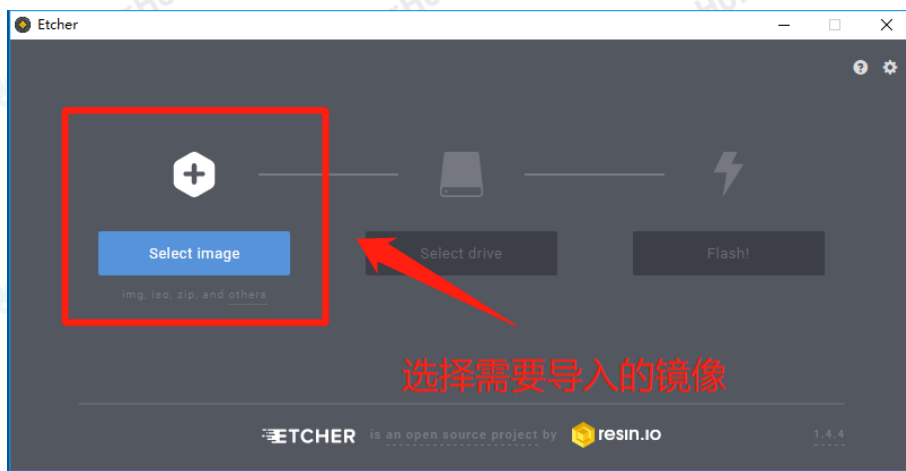 Etcher
Select image
Select drive
Flash!
img, iso, zip, and others
选择需要导入的镜像
ETCHER is an open source project by resin.io
1.4.4